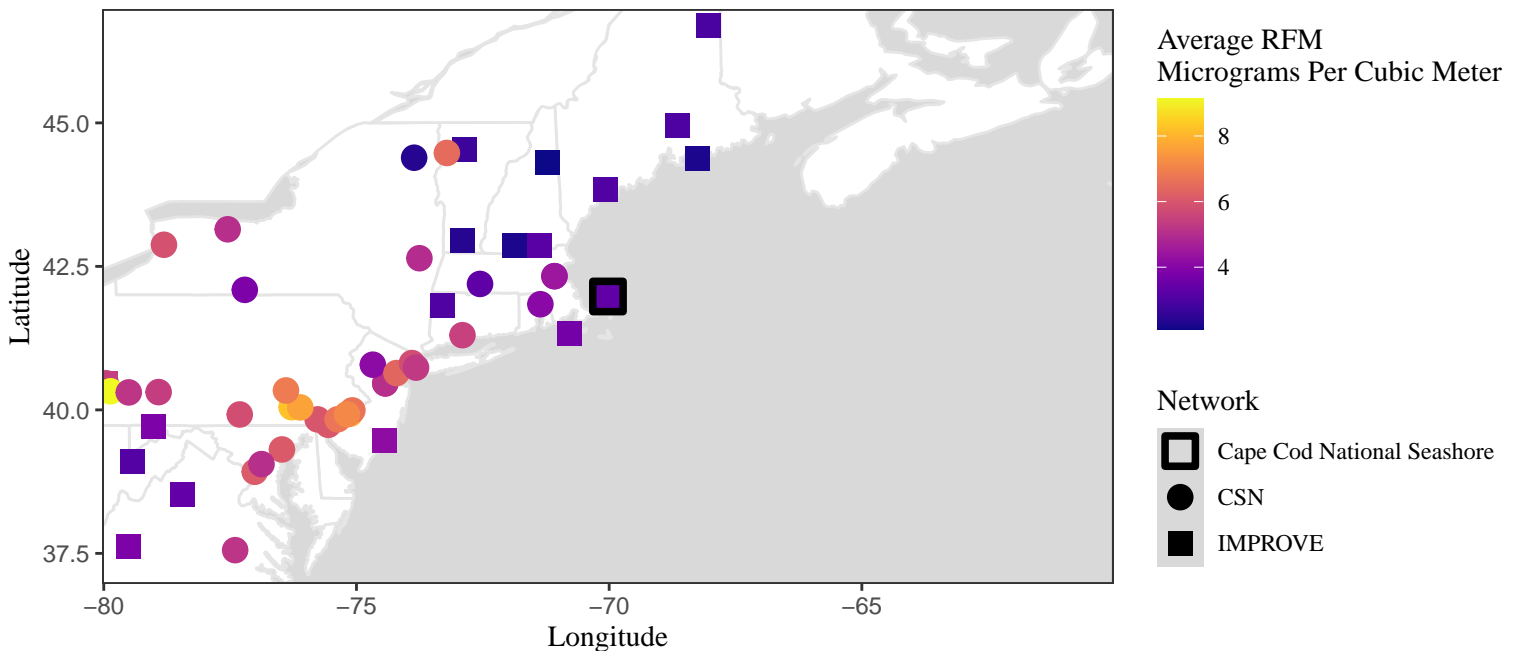 45.0
42.5
40.0
37.5
Latitude
−80
−75
−70
−65
Longitude
Average RFM
Micrograms Per Cubic Meter
8
6
4
Network
Cape Cod National Seashore
CSN
IMPROVE